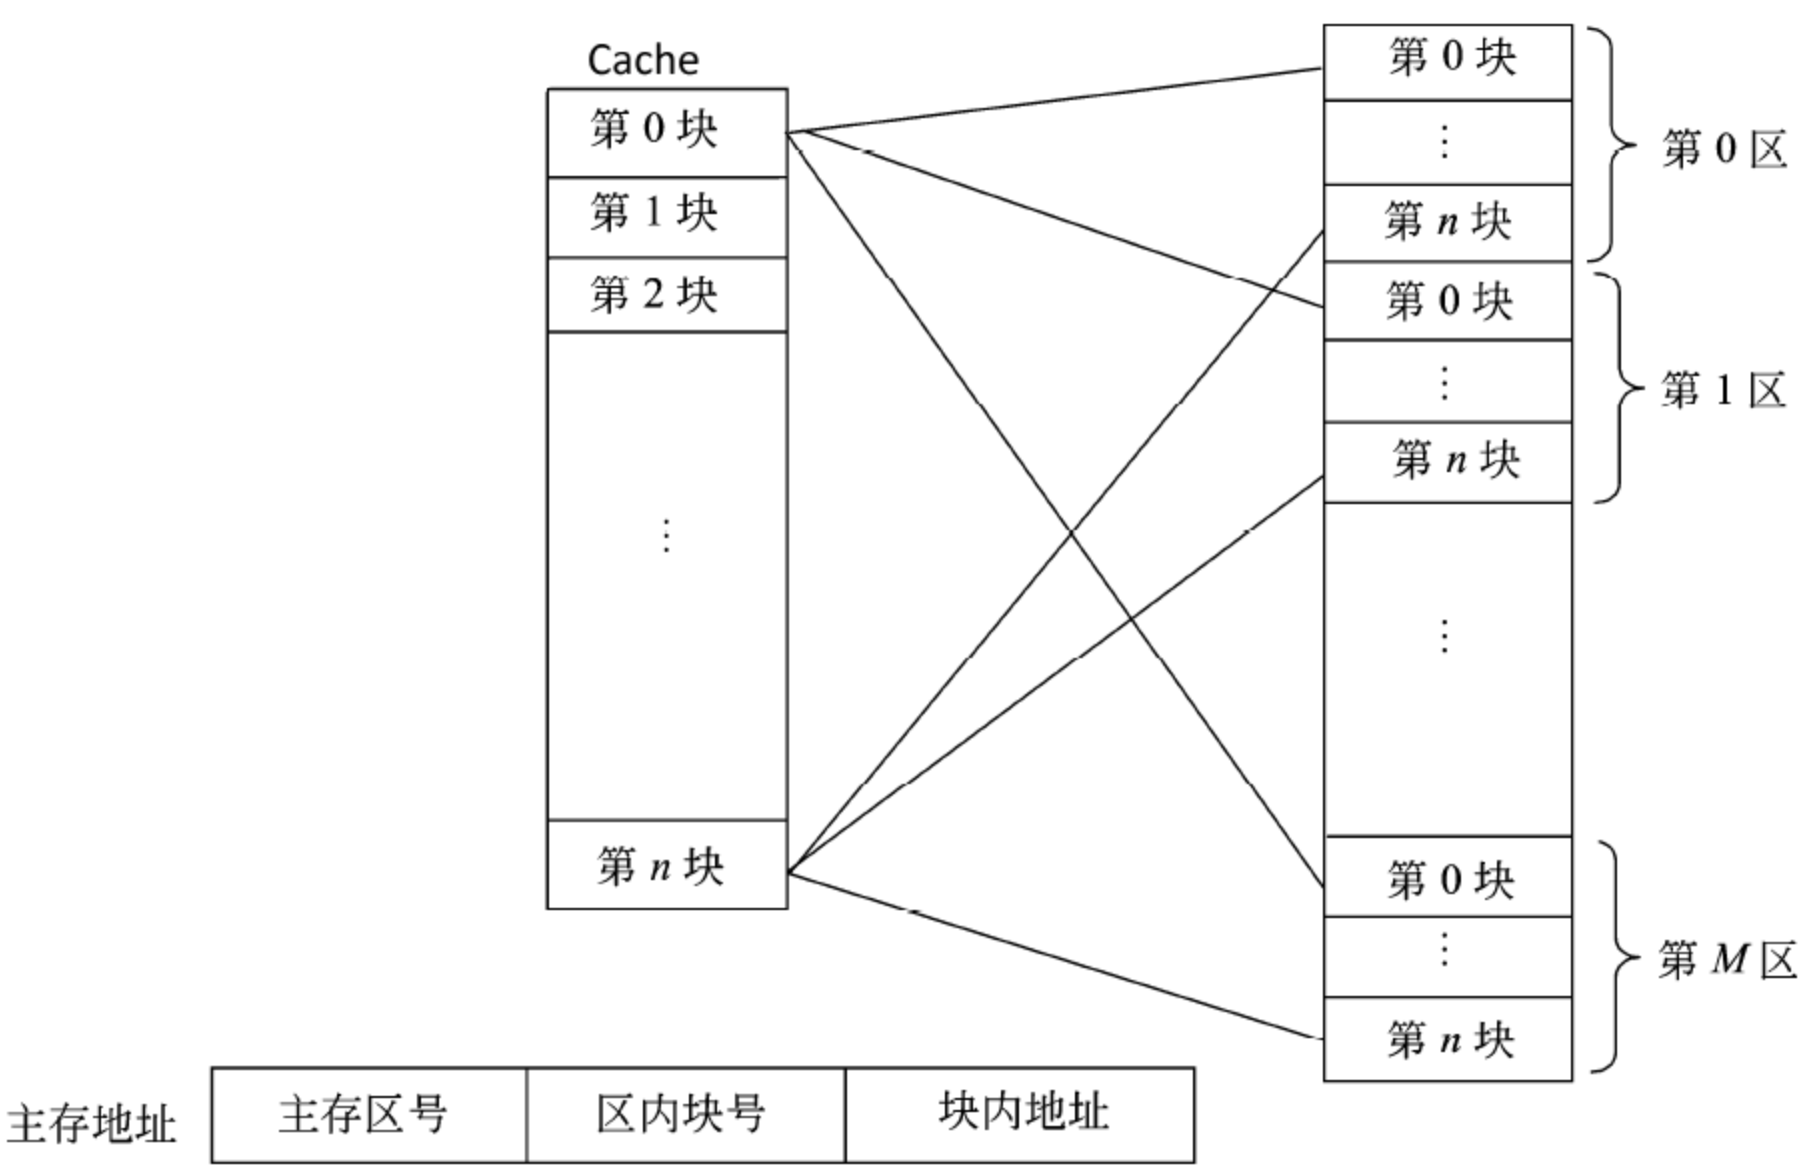 Cache
第 0 块
第 1 块
第 2 块
⋮
第 n 块
第 0 块
⋮
第 n 块
第 0 区
第 0 块
⋮
第 n 块
第 1 区
⋮
第 0 块
⋮
第 n 块
第 M 区
主存地址 主存区号 区内块号 块内地址